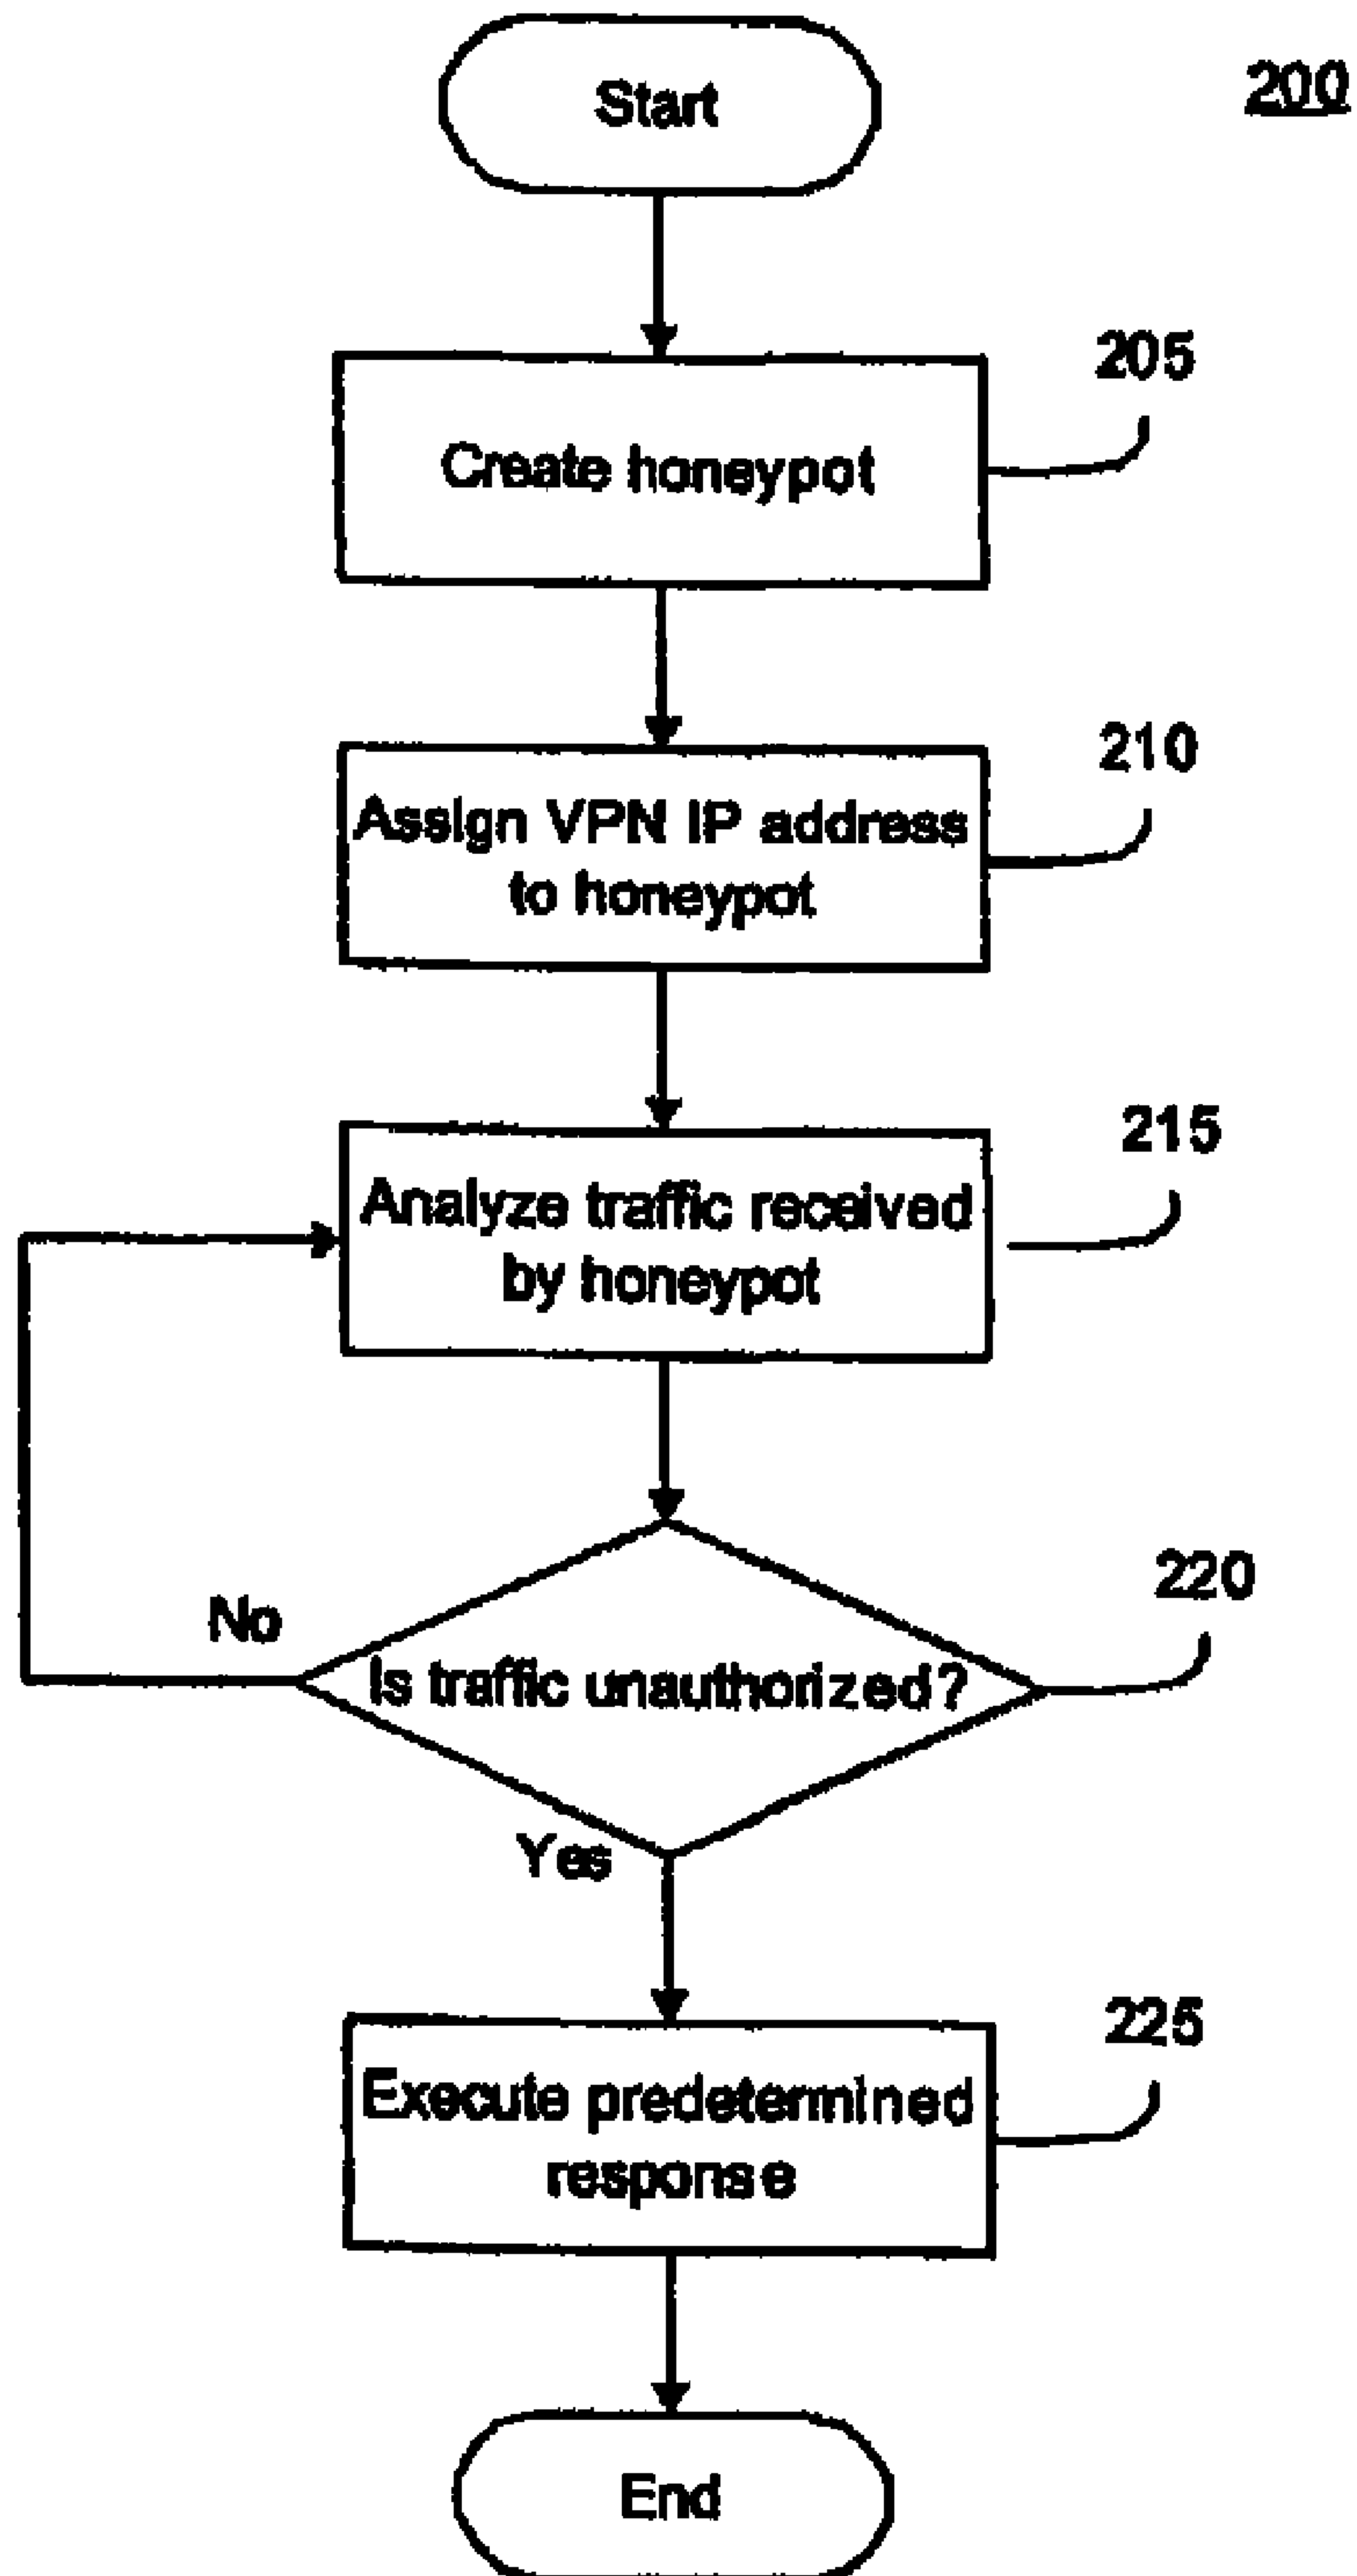 Start
200
205
Create honeypot
210
Assign VPN IP address
to honeypot
215
Analyze traffic received
by honeypot
220
No
Is traffic unauthorized?
Yes
225
Execute predetermined
response
End